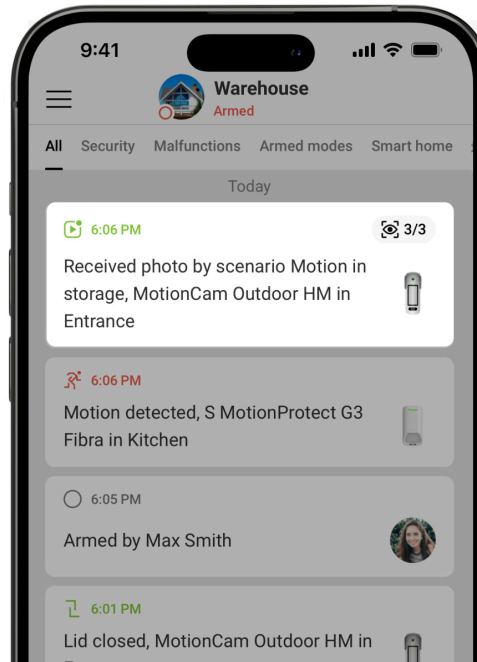 9:41
Warehouse
Armed
All Security Malfunctions Armed modes Smart home
Today
6:06 PM 3/3
Received photo by scenario Motion in
storage, MotionCam Outdoor HM in
Entrance
6:06 PM
Motion detected, S MotionProtect G3
Fibra in Kitchen
6:05 PM
Armed by Max Smith
6:01 PM
Lid closed, MotionCam Outdoor HM in